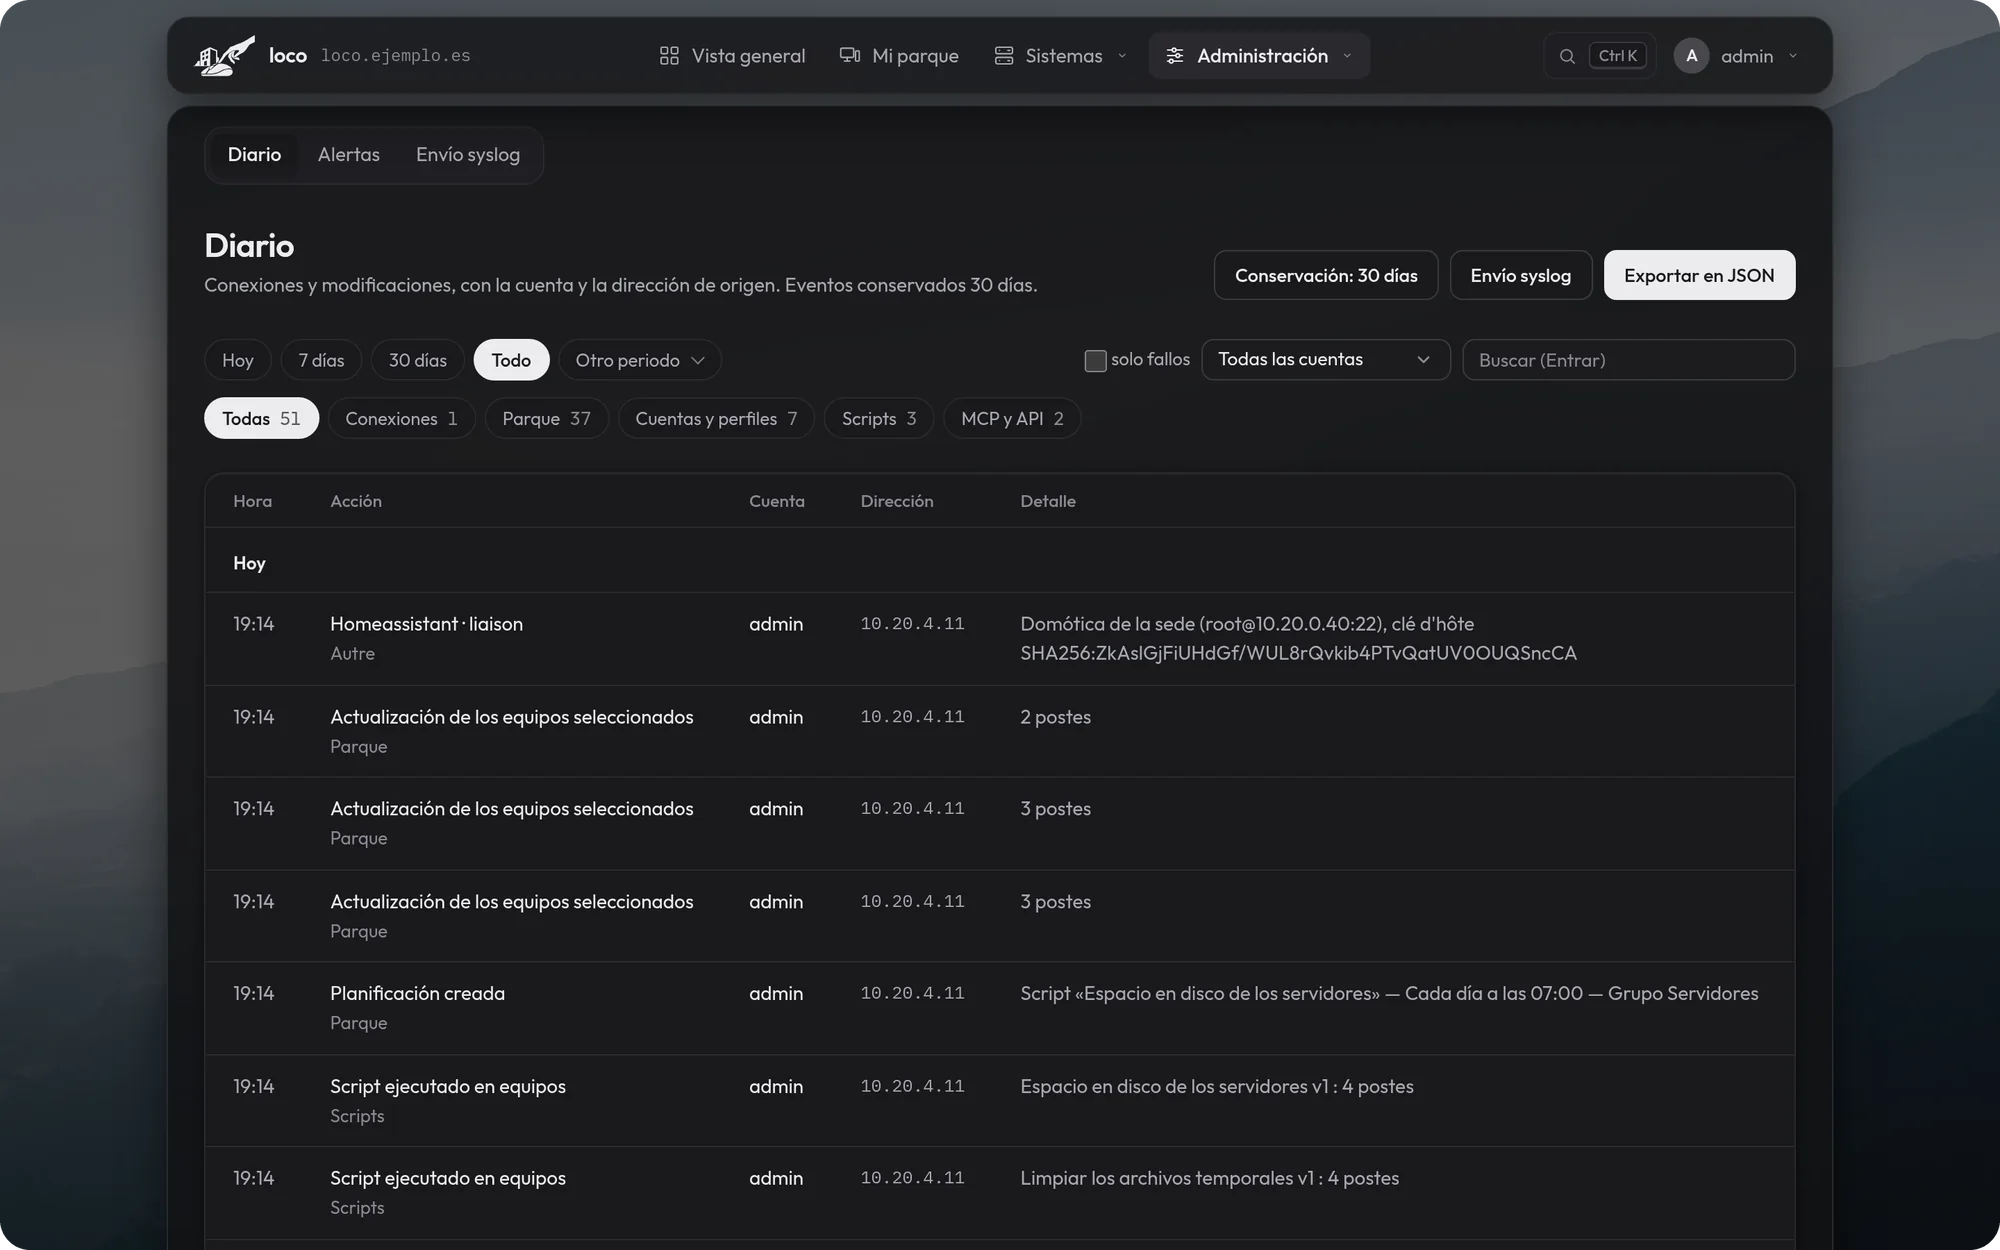 loco loco.ejemplo.es Vista general Mi parque Sistemas Administración Ctrl K A admin
Diario Alertas Envío syslog
Diario
Conexiones y modificaciones, con la cuenta y la dirección de origen. Eventos conservados 30 días.
Conservación: 30 días Envío syslog Exportar en JSON
Hoy 7 días 30 días Todo Otro periodo solo fallos Todas las cuentas Buscar (Entrar)
Todas 51 Conexiones 1 Parque 37 Cuentas y perfiles 7 Scripts 3 MCP y API 2
Hora Acción Cuenta Dirección Detalle
Hoy
19:14 Homeassistant · liaison admin 10.20.4.11 Domótica de la sede (root@10.20.0.40:22), clé d'hôte
Autre SHA256:ZkAslGjFiUHdGf/WUL8rQvkib4PTvQatUV0OUQSncCA
19:14 Actualización de los equipos seleccionados admin 10.20.4.11 2 postes
Parque
19:14 Actualización de los equipos seleccionados admin 10.20.4.11 3 postes
Parque
19:14 Actualización de los equipos seleccionados admin 10.20.4.11 3 postes
Parque
19:14 Planificación creada admin 10.20.4.11 Script «Espacio en disco de los servidores» — Cada día a las 07:00 — Grupo Servidores
Parque
19:14 Script ejecutado en equipos admin 10.20.4.11 Espacio en disco de los servidores v1 : 4 postes
Scripts
19:14 Script ejecutado en equipos admin 10.20.4.11 Limpiar los archivos temporales v1 : 4 postes
Scripts